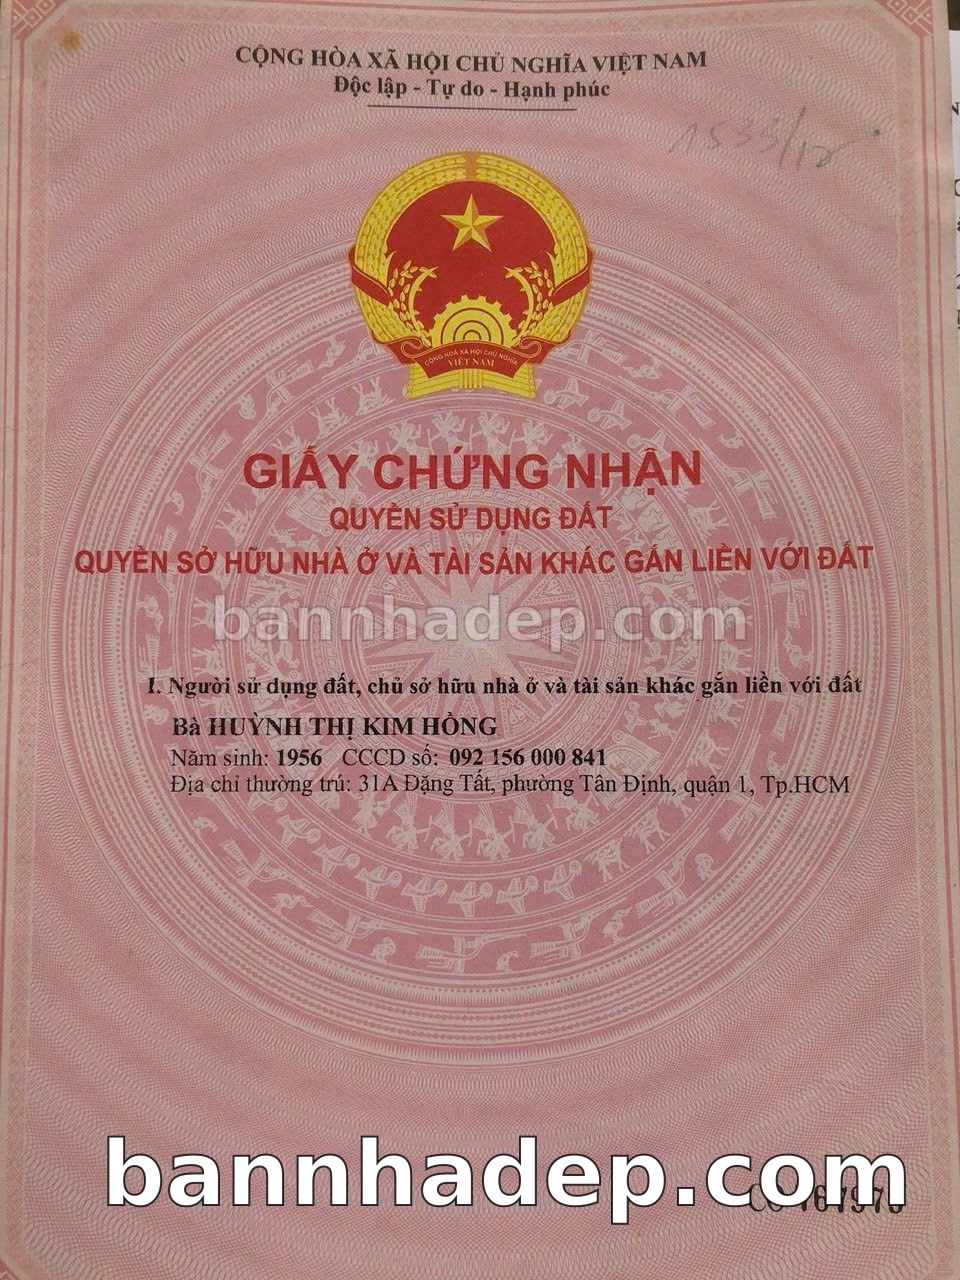 CỘNG HÒA XÃ HỘI CHỦ NGHĨA VIỆT NAM
Độc lập - Tự do - Hạnh phúc
1533/12
CỘNG HOÀ XÃ HỘI CHỦ NGHĨA
VIỆT NAM
GIẤY CHỨNG NHẬN
QUYỀN SỬ DỤNG ĐẤT
QUYỀN SỞ HỮU NHÀ Ở VÀ TÀI SẢN KHÁC GẮN LIỀN VỚI ĐẤT
bannhadep.com
I. Người sử dụng đất, chủ sở hữu nhà ở và tài sản khác gắn liền với đất
Bà HUỲNH THỊ KIM HỒNG
Năm sinh: 1956 CCCD số: 092 156 000 841
Địa chỉ thường trú: 31A Đặng Tất, phường Tân Định, quận 1, Tp.HCM
bannhadep.com